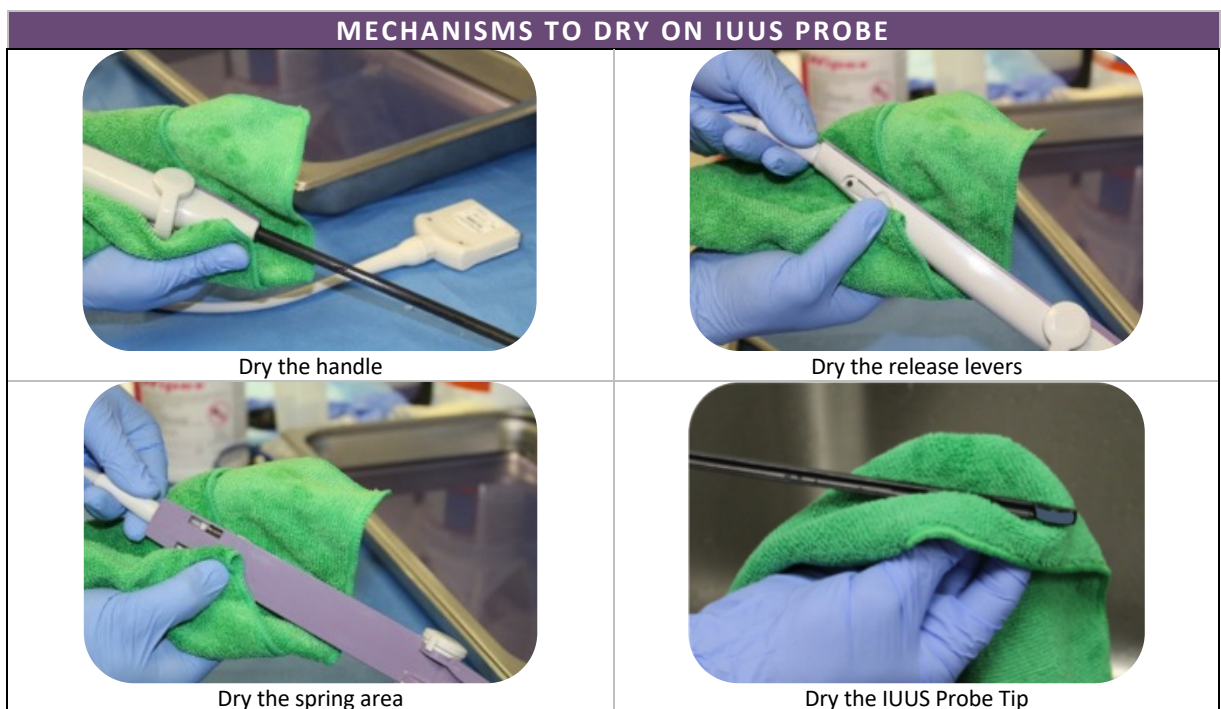 MECHANISMS TO DRY ON IUUS PROBE
Dry the handle
Dry the release levers
Dry the spring area
Dry the IUUS Probe Tip